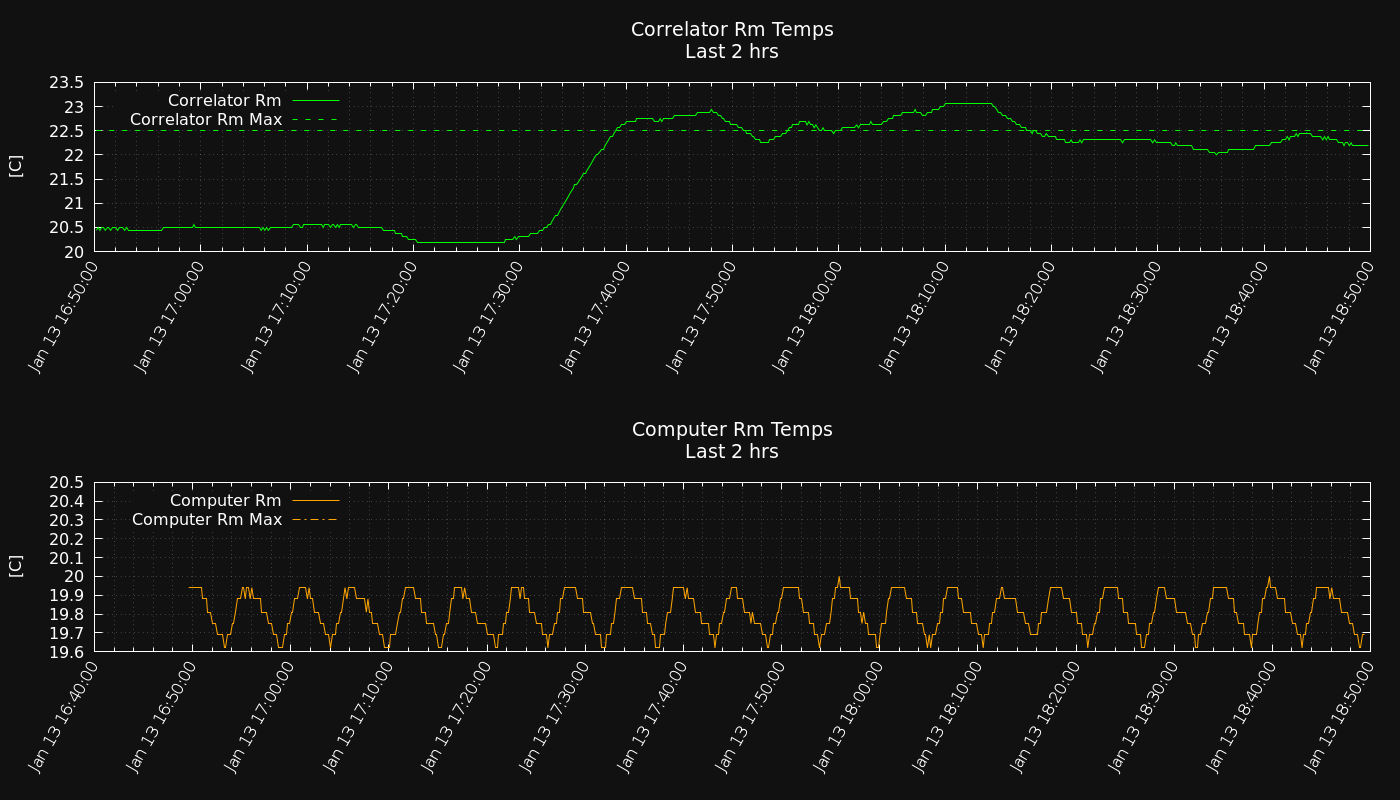 Correlator Rm Temps
Last 2 hrs
23.5
23
22.5
22
21.5
21
20.5
20
[C]
Correlator Rm
Correlator Rm Max
Jan 13 16:50:00
Jan 13 17:00:00
Jan 13 17:10:00
Jan 13 17:20:00
Jan 13 17:30:00
Jan 13 17:40:00
Jan 13 17:50:00
Jan 13 18:00:00
Jan 13 18:10:00
Jan 13 18:20:00
Jan 13 18:30:00
Jan 13 18:40:00
Jan 13 18:50:00
Computer Rm Temps
Last 2 hrs
20.5
20.4
20.3
20.2
20.1
20
19.9
19.8
19.7
19.6
[C]
Computer Rm
Computer Rm Max
Jan 13 16:40:00
Jan 13 16:50:00
Jan 13 17:00:00
Jan 13 17:10:00
Jan 13 17:20:00
Jan 13 17:30:00
Jan 13 17:40:00
Jan 13 17:50:00
Jan 13 18:00:00
Jan 13 18:10:00
Jan 13 18:20:00
Jan 13 18:30:00
Jan 13 18:40:00
Jan 13 18:50:00